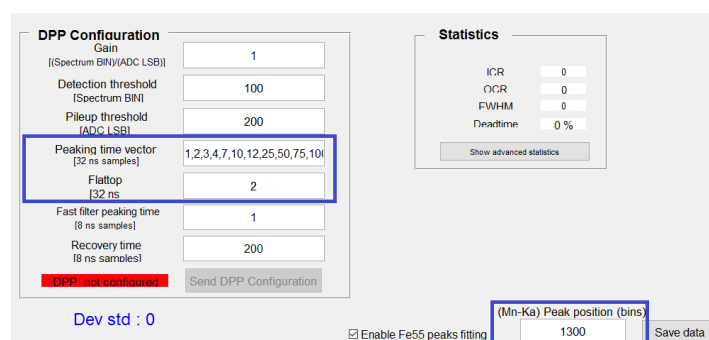 DPP Configuration
Gain
[(Spectrum BIN)/(ADC LSB)]
1
Detection threshold
[Spectrum BIN]
100
Pileup threshold
[ADC LSB]
200
Peaking time vector
[32 ns samples]
1,2,3,4,7,10,12,25,50,75,100
Flattop
[32 ns
2
Fast filter peaking time
[8 ns samples]
1
Recovery time
[8 ns samples]
200
DPP not configured
Send DPP Configuration
Dev std : 0
Statistics
ICR
0
OCR
0
FWHM
0
Deadtime
0 %
Show advanced statistics
(Mn-Ka) Peak position (bins)
Enable Fe55 peaks fitting
1300
Save data